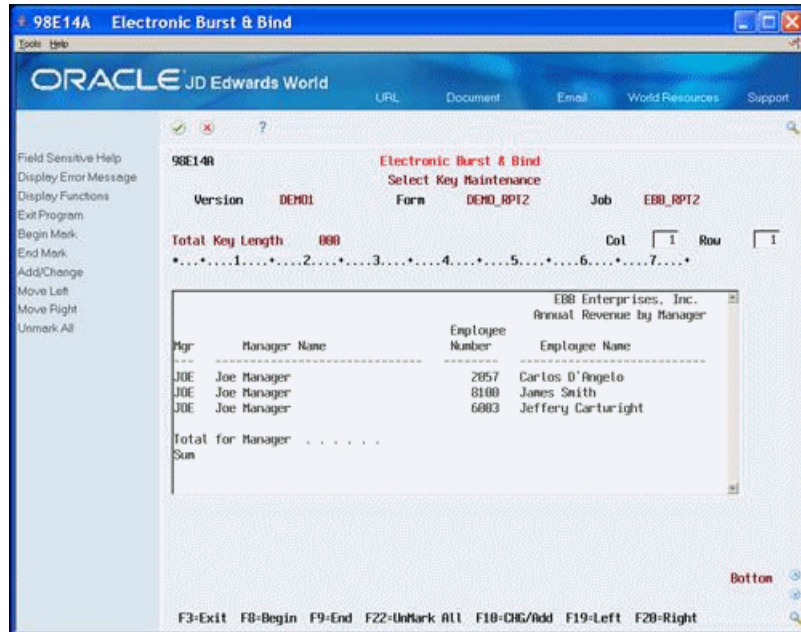 98E14A Electronic Burst & Bind
Tools Help
ORACLE JD Edwards World
URL Document Email World Resources Support
?
Field Sensitive Help
Display Error Message
Display Functions
Exit Program
Begin Mark
End Mark
Add/Change
Move Left
Move Right
Unmark All
98E14A Electronic Burst & Bind
Select Key Maintenance
Version DEMO1 Form DEMO_RPT2 Job EBB_RPT2
Total Key Length 000 Col 1 Row 1
*...+....1....+....2....+....3....+....4....+....5....+....6....+....7....+
EBB Enterprises, Inc.
Annual Revenue by Manager
Employee
Mgr Manager Name Number Employee Name
--- ----------------------------- -------- --------------------------
JOE Joe Manager 2057 Carlos D'Angelo
JOE Joe Manager 8100 James Smith
JOE Joe Manager 6003 Jeffery Carturight
Total for Manager . . . . . .
Sum
Bottom
F3=Exit F8=Begin F9=End F22=UnMark All F10=CHG/Add F19=Left F20=Right